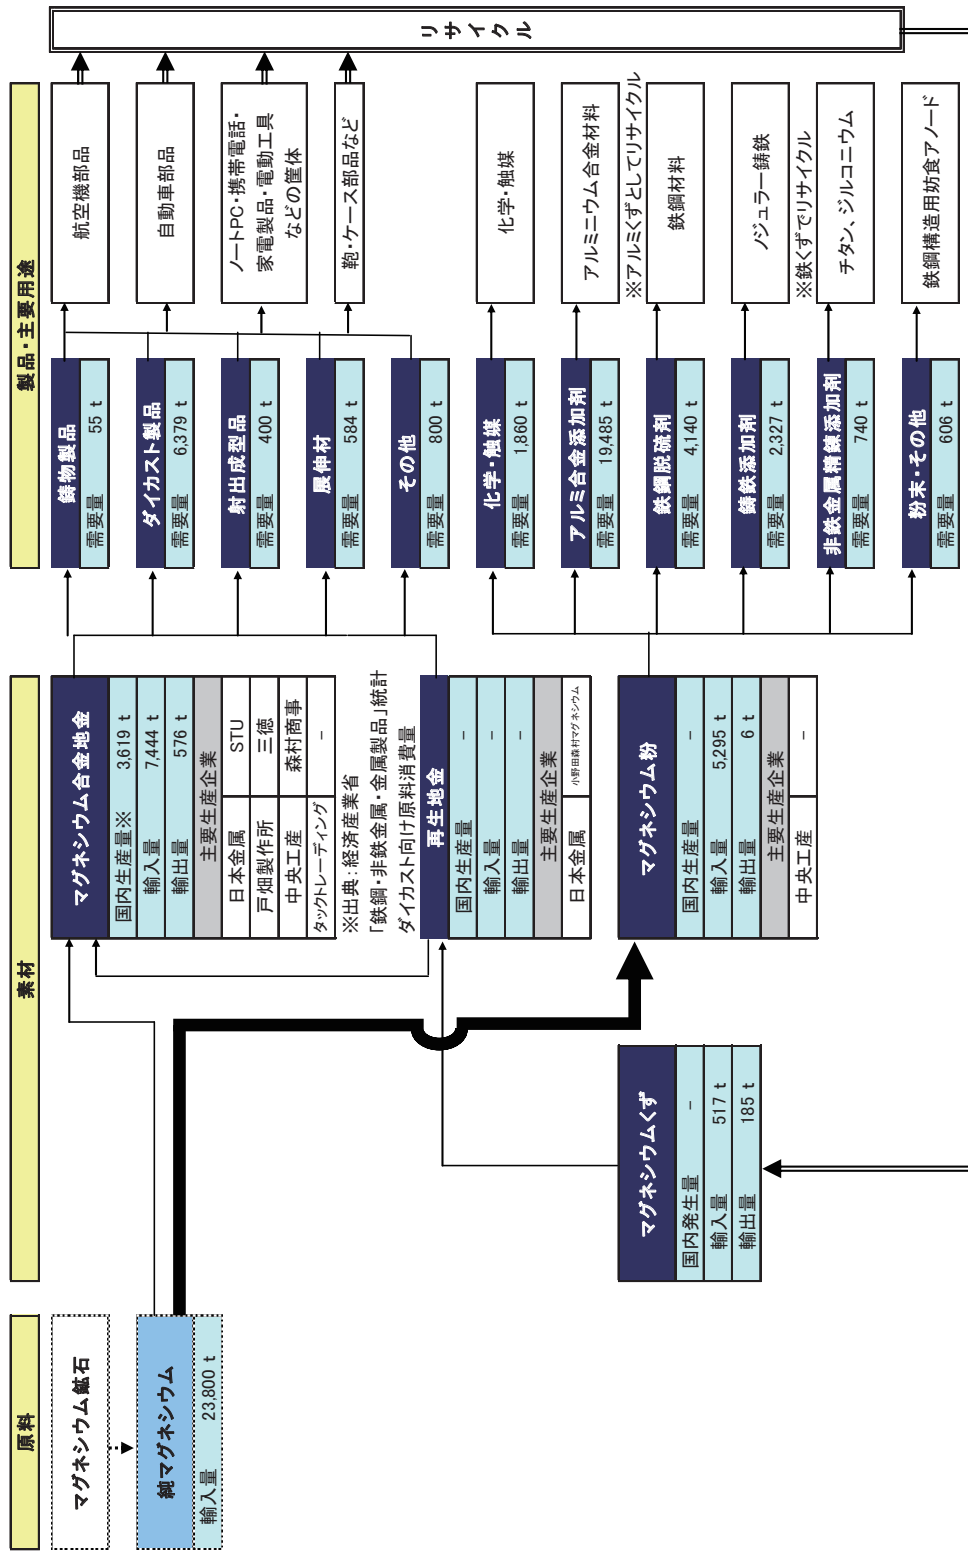 原料
素材
製品・主要用途
マグネシウム鉱石
純マグネシウム
輸入量 23,800 t
マグネシウム合金地金
国内生産量※ 3,619 t
輸入量 7,444 t
輸出量 576 t
主要生産企業
日本金属 STU
戸畑製作所 三徳
中央工産 森村商事
タックトレーディング -
※出典:経済産業省
「鉄鋼・非鉄金属・金属製品」統計
ダイカスト向け原料消費量
再生地金
国内生産量 -
輸入量 -
輸出量 -
主要生産企業
日本金属 小野田森村マグネシウム
マグネシウム粉
国内生産量 -
輸入量 5,295 t
輸出量 6 t
主要生産企業
中央工産 -
マグネシウムくず
国内発生量 -
輸入量 517 t
輸出量 185 t
鋳物製品
需要量 55 t
ダイカスト製品
需要量 6,379 t
射出成型品
需要量 400 t
展伸材
需要量 584 t
その他
需要量 800 t
化学・触媒
需要量 1,860 t
アルミ合金添加剤
需要量 19,485 t
鉄鋼脱硫剤
需要量 4,140 t
鋳鉄添加剤
需要量 2,327 t
非鉄金属精錬添加剤
需要量 740 t
粉末・その他
需要量 606 t
航空機部品
自動車部品
ノートPC・携帯電話・
家電製品・電動工具
などの筐体
鞄・ケース部品など
化学・触媒
アルミニウム合金材料
※アルミくずとしてリサイクル
鉄鋼材料
ノジュラー鋳鉄
※鉄くずでリサイクル
チタン、ジルコニウム
鉄鋼構造用妨食アノード
リサイクル